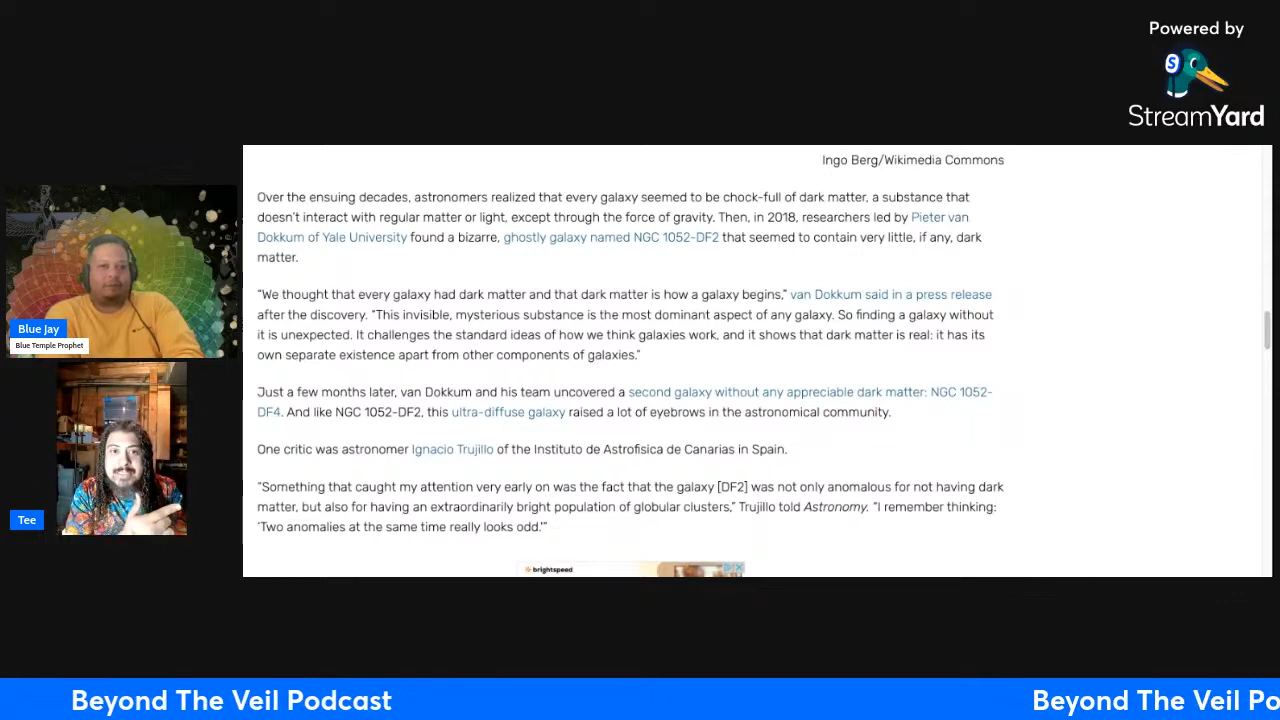 Powered by
S
StreamYard
Ingo Berg/Wikimedia Commons
Over the ensuing decades, astronomers realized that every galaxy seemed to be chock-full of dark matter, a substance that
doesn't interact with regular matter or light, except through the force of gravity. Then, in 2018, researchers led by Pieter van
Dokkum of Yale University found a bizarre, ghostly galaxy named NGC 1052-DF2 that seemed to contain very little, if any, dark
matter.
“We thought that every galaxy had dark matter and that dark matter is how a galaxy begins,” van Dokkum said in a press release
after the discovery. “This invisible, mysterious substance is the most dominant aspect of any galaxy. So finding a galaxy without
it is unexpected. It challenges the standard ideas of how we think galaxies work, and it shows that dark matter is real: it has its
own separate existence apart from other components of galaxies.”
Just a few months later, van Dokkum and his team uncovered a second galaxy without any appreciable dark matter: NGC 1052-
DF4. And like NGC 1052-DF2, this ultra-diffuse galaxy raised a lot of eyebrows in the astronomical community.
One critic was astronomer Ignacio Trujillo of the Instituto de Astrofisica de Canarias in Spain.
“Something that caught my attention very early on was the fact that the galaxy [DF2] was not only anomalous for not having dark
matter, but also for having an extraordinarily bright population of globular clusters,” Trujillo told Astronomy. “I remember thinking:
‘Two anomalies at the same time really looks odd.'”
brightspeed
Blue Jay
Blue Temple Prophet
Tee
Beyond The Veil Podcast
Beyond The Veil Po